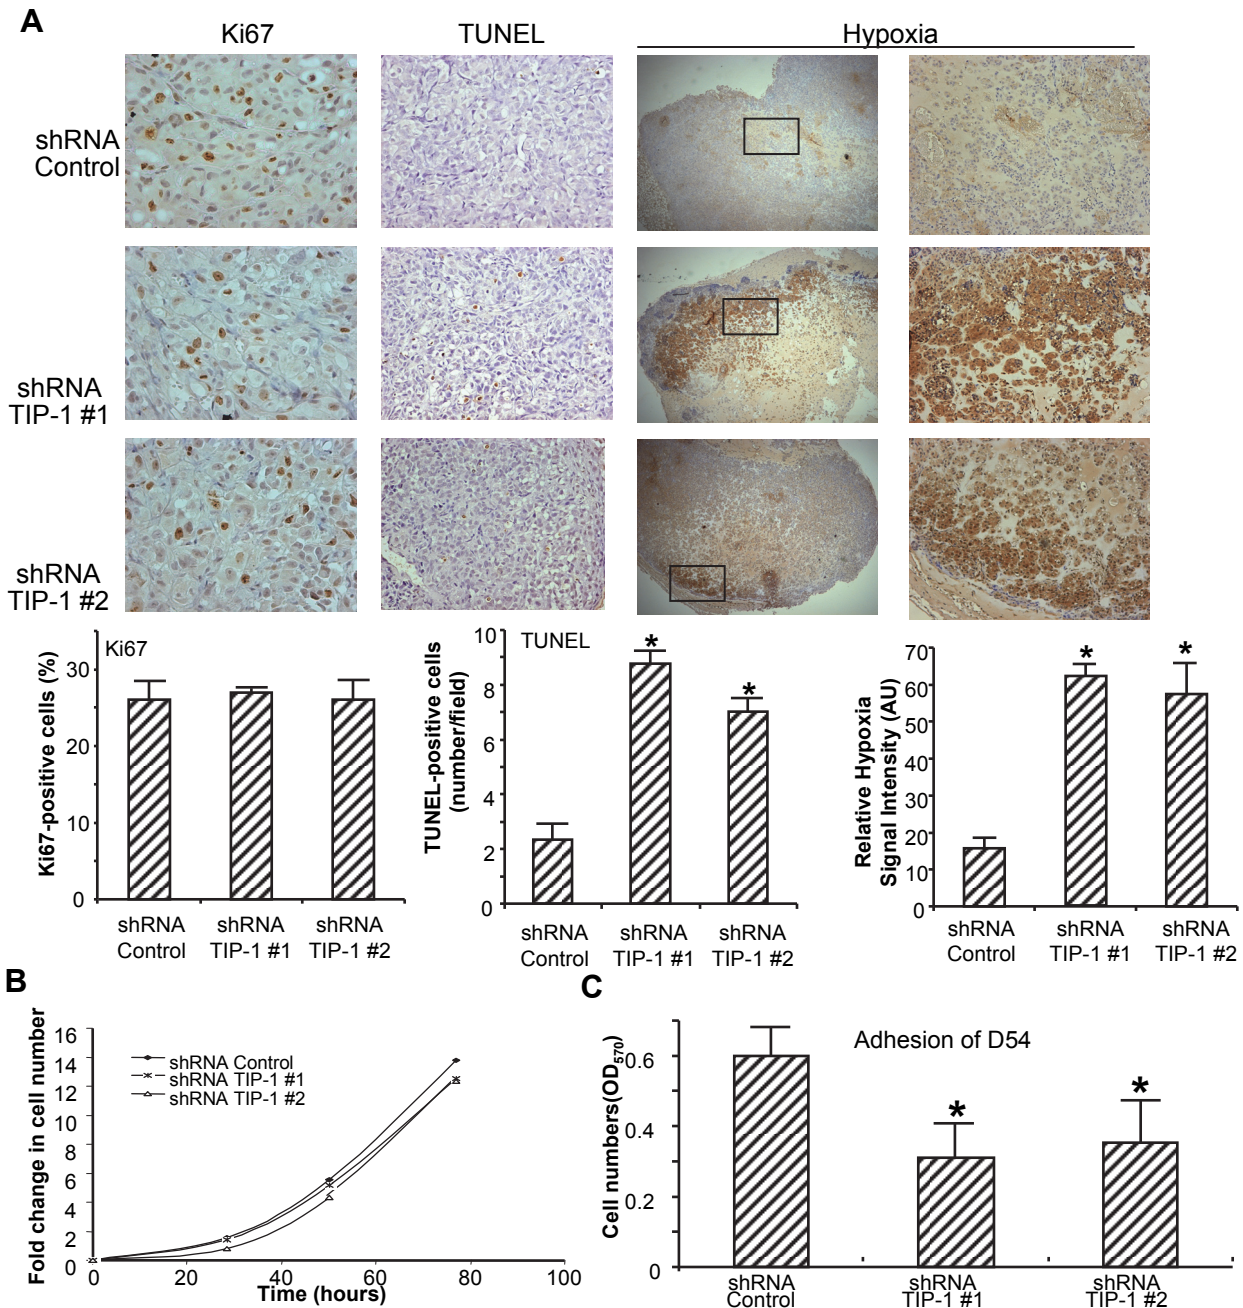 A
Ki67
TUNEL
Hypoxia
shRNA
Control
shRNA
TIP-1 #1
shRNA
TIP-1 #2
Ki67
Ki67-positive cells (%)
30
20
10
0
shRNA
Control
shRNA
TIP-1 #1
shRNA
TIP-1 #2
TUNEL
TUNEL-positive cells
(number/field)
10
8
6
4
2
0
*
*
shRNA
Control
shRNA
TIP-1 #1
shRNA
TIP-1 #2
Relative Hypoxia
Signal Intensity (AU)
70
60
50
40
30
20
10
0
*
*
shRNA
Control
shRNA
TIP-1 #1
shRNA
TIP-1 #2
B
Fold change in cell number
16
14
12
10
8
6
4
2
0
shRNA Control
shRNA TIP-1 #1
shRNA TIP-1 #2
0 20 40 60 80 100
Time (hours)
C
Adhesion of D54
Cell numbers(OD570)
0.6
0.4
0.2
0
*
*
shRNA
Control
shRNA
TIP-1 #1
shRNA
TIP-1 #2